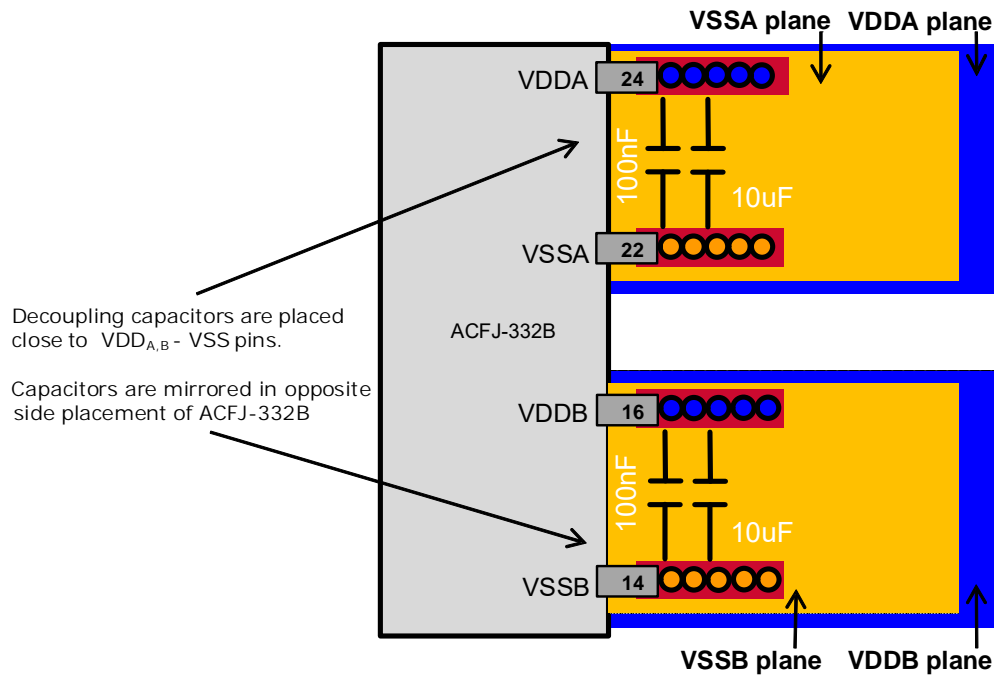 VSSA plane VDDA plane
VDDA 24
100nF
10uF
VSSA 22
Decoupling capacitors are placed
close to VDDA,B - VSS pins.
ACFJ-332B
Capacitors are mirrored in opposite
side placement of ACFJ-332B
VDDB 16
100nF
10uF
VSSB 14
VSSB plane VDDB plane